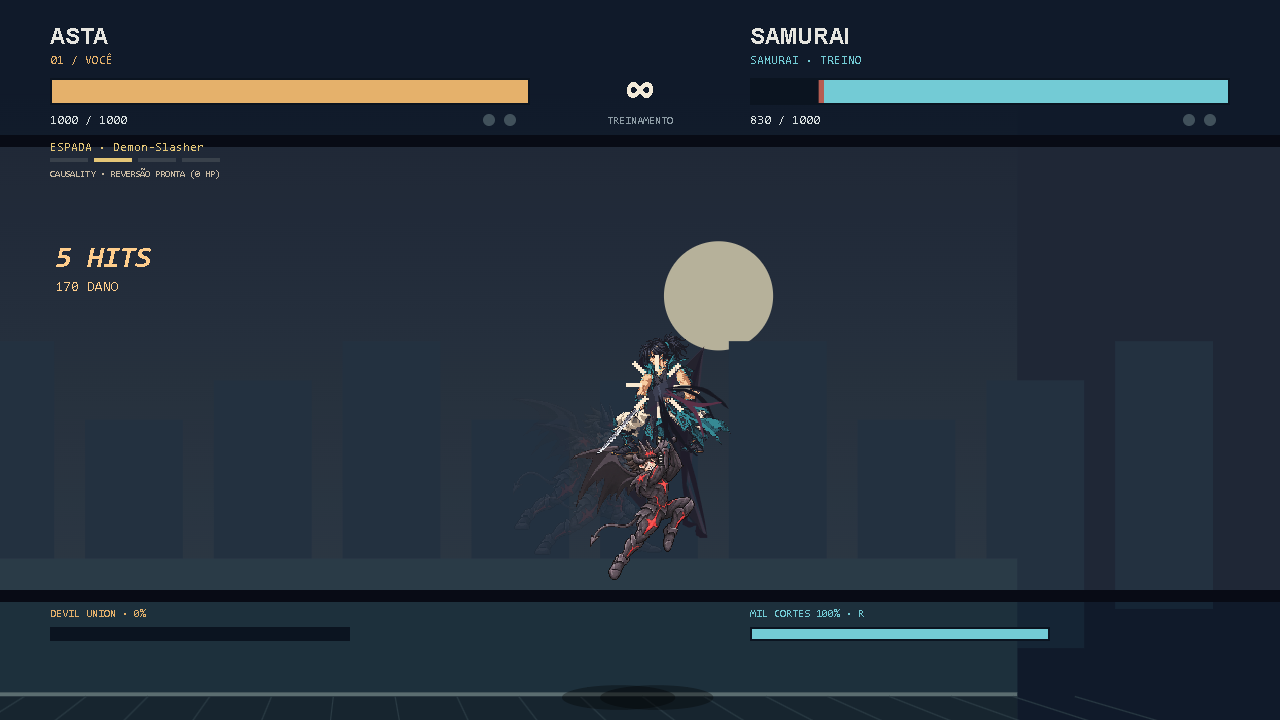 ASTA
01 / VOCÊ
1000 / 1000
∞
TREINAMENTO
SAMURAI
SAMURAI · TREINO
830 / 1000
ESPADA · Demon-Slasher
CAUSALITY · REVERSÃO PRONTA (0 HP)
5 HITS
170 DANO
DEVIL UNION · 0%
MIL CORTES 100% · R